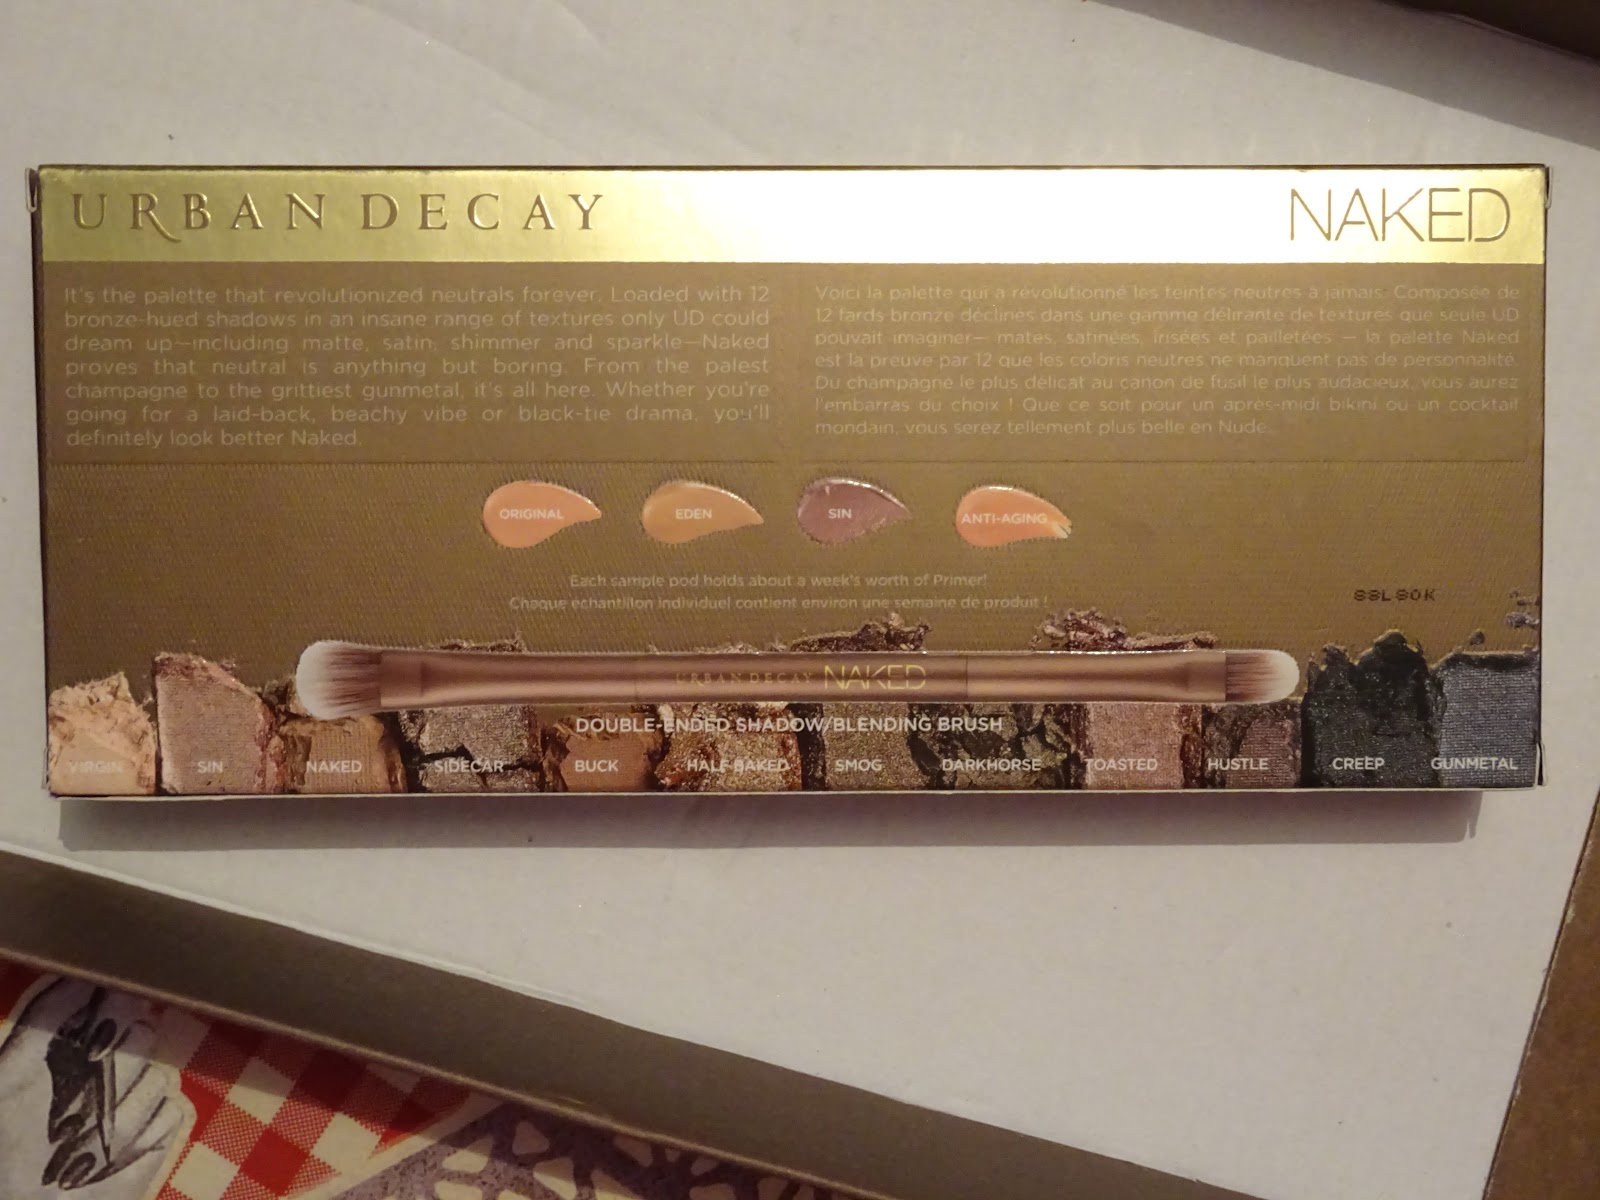 URBAN DECAY
NAKED
It's the palette that revolutionized neutrals forever. Loaded with 12
bronze-hued shadows in an insane range of textures only UD could
dream up—including matte, satin, shimmer and sparkle—Naked
proves that neutral is anything but boring. From the palest
champagne to the grittiest gunmetal, it's all here. Whether you're
going for a laid-back, beachy vibe or black-tie drama, you'll
definitely look better Naked.
Voici la palette qui a révolutionné les teintes neutres à jamais. Composée de
12 fards bronze déclinés dans une gamme délirante de textures que seule UD
pouvait imaginer— mates, satinées, irisées et pailletées — la palette Naked
est la preuve par 12 que les coloris neutres ne manquent pas de personnalité.
Du champagne le plus délicat au canon de fusil le plus audacieux, vous aurez
l'embarras du choix ! Que ce soit pour un après-midi bikini ou un cocktail
mondain, vous serez tellement plus belle en Nude.
ORIGINAL
EDEN
SIN
ANTI-AGING
Each sample pod holds about a week's worth of Primer!
Chaque échantillon individuel contient environ une semaine de produit !
URBAN DECAY NAKED
DOUBLE-ENDED SHADOW/BLENDING BRUSH
VIRGIN
SIN
NAKED
SIDECAR
BUCK
HALF BAKED
SMOG
DARKHORSE
TOASTED
HUSTLE
CREEP
GUNMETAL